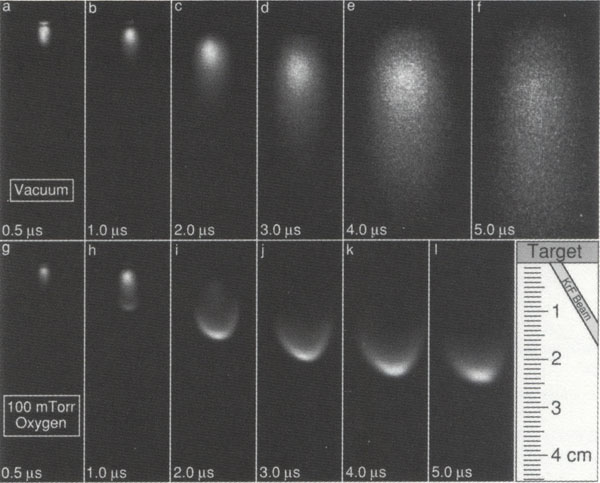 a
b
c
d
e
f
Vacuum
0.5 µs
1.0 µs
2.0 µs
3.0 µs
4.0 µs
5.0 µs
g
h
i
j
k
l
100 mTorr
Oxygen
0.5 µs
1.0 µs
2.0 µs
3.0 µs
4.0 µs
5.0 µs
Target
KrF Beam
1
2
3
4 cm